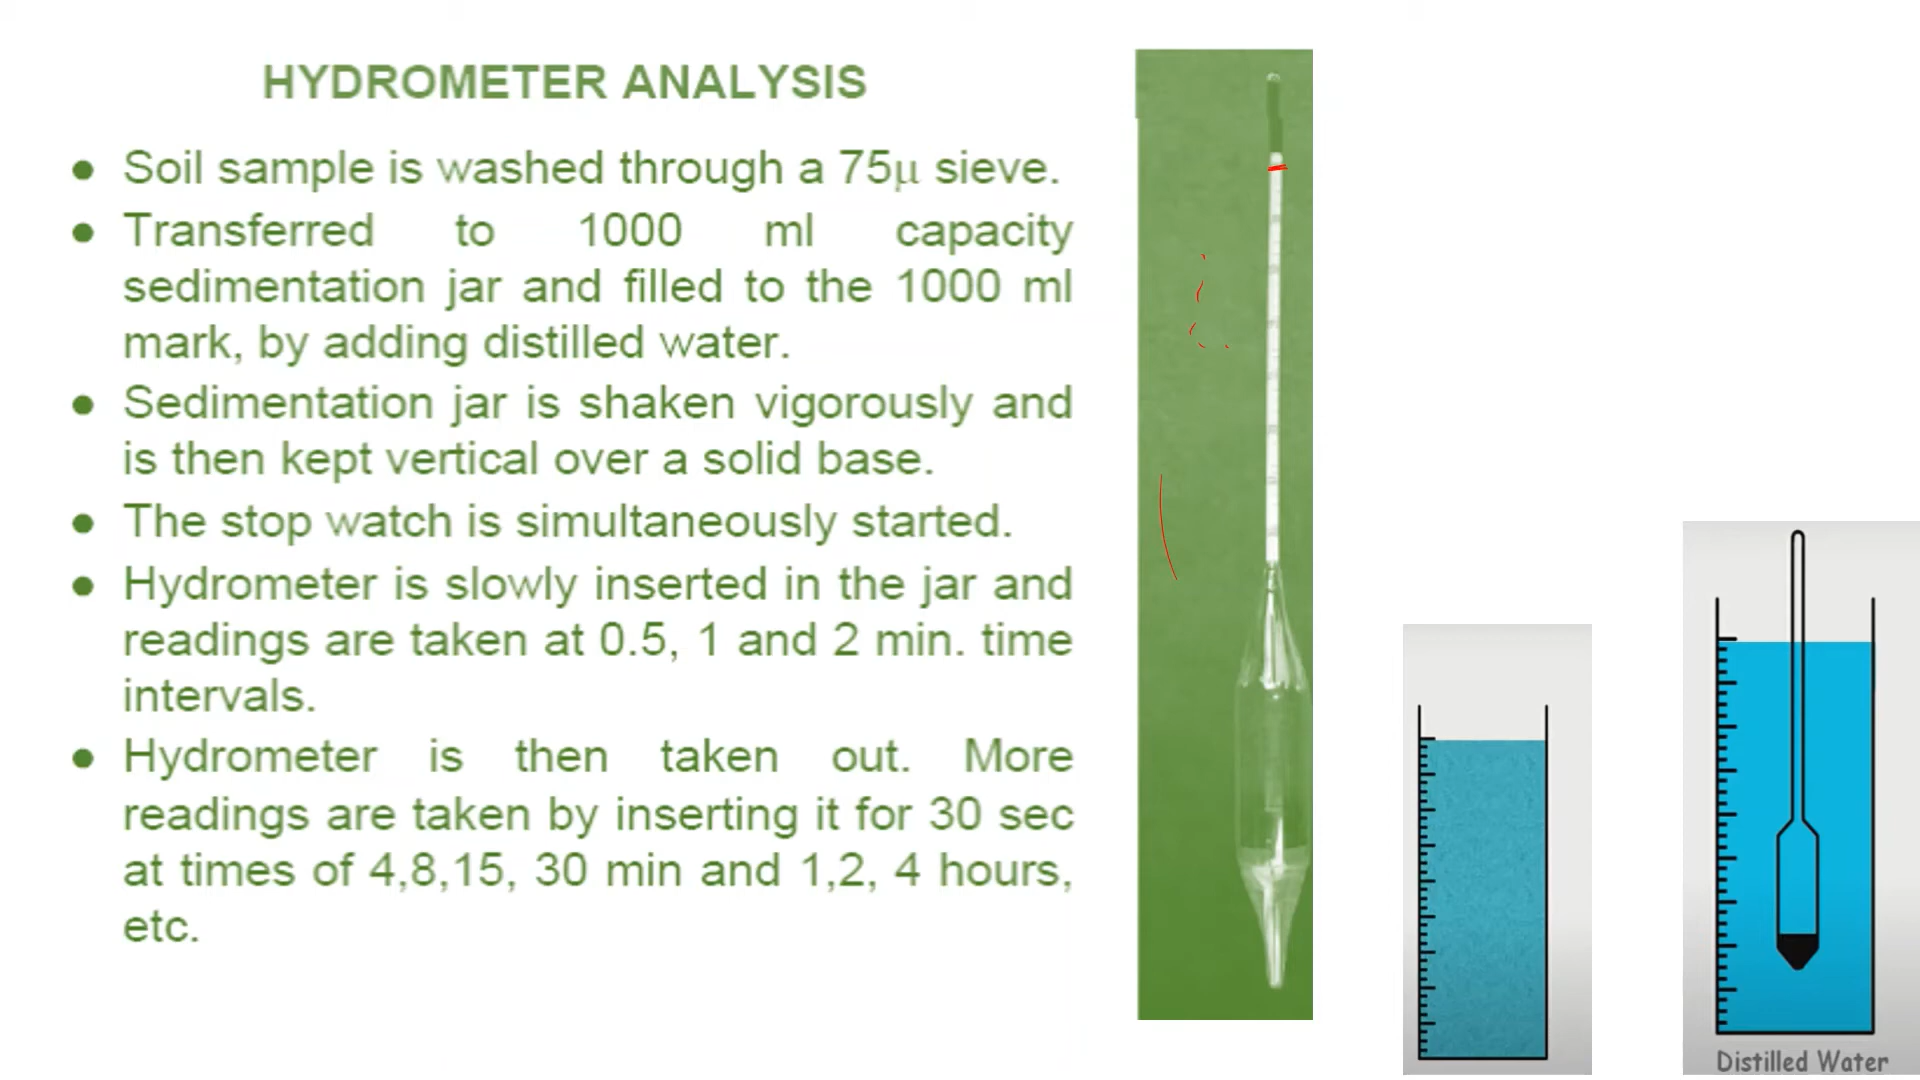 HYDROMETER ANALYSIS
● Soil sample is washed through a 75μ sieve.
● Transferred to 1000 ml capacity
sedimentation jar and filled to the 1000 ml
mark, by adding distilled water.
● Sedimentation jar is shaken vigorously and
is then kept vertical over a solid base.
● The stop watch is simultaneously started.
● Hydrometer is slowly inserted in the jar and
readings are taken at 0.5, 1 and 2 min. time
intervals.
● Hydrometer is then taken out. More
readings are taken by inserting it for 30 sec
at times of 4,8,15, 30 min and 1,2, 4 hours,
etc.
Distilled Water